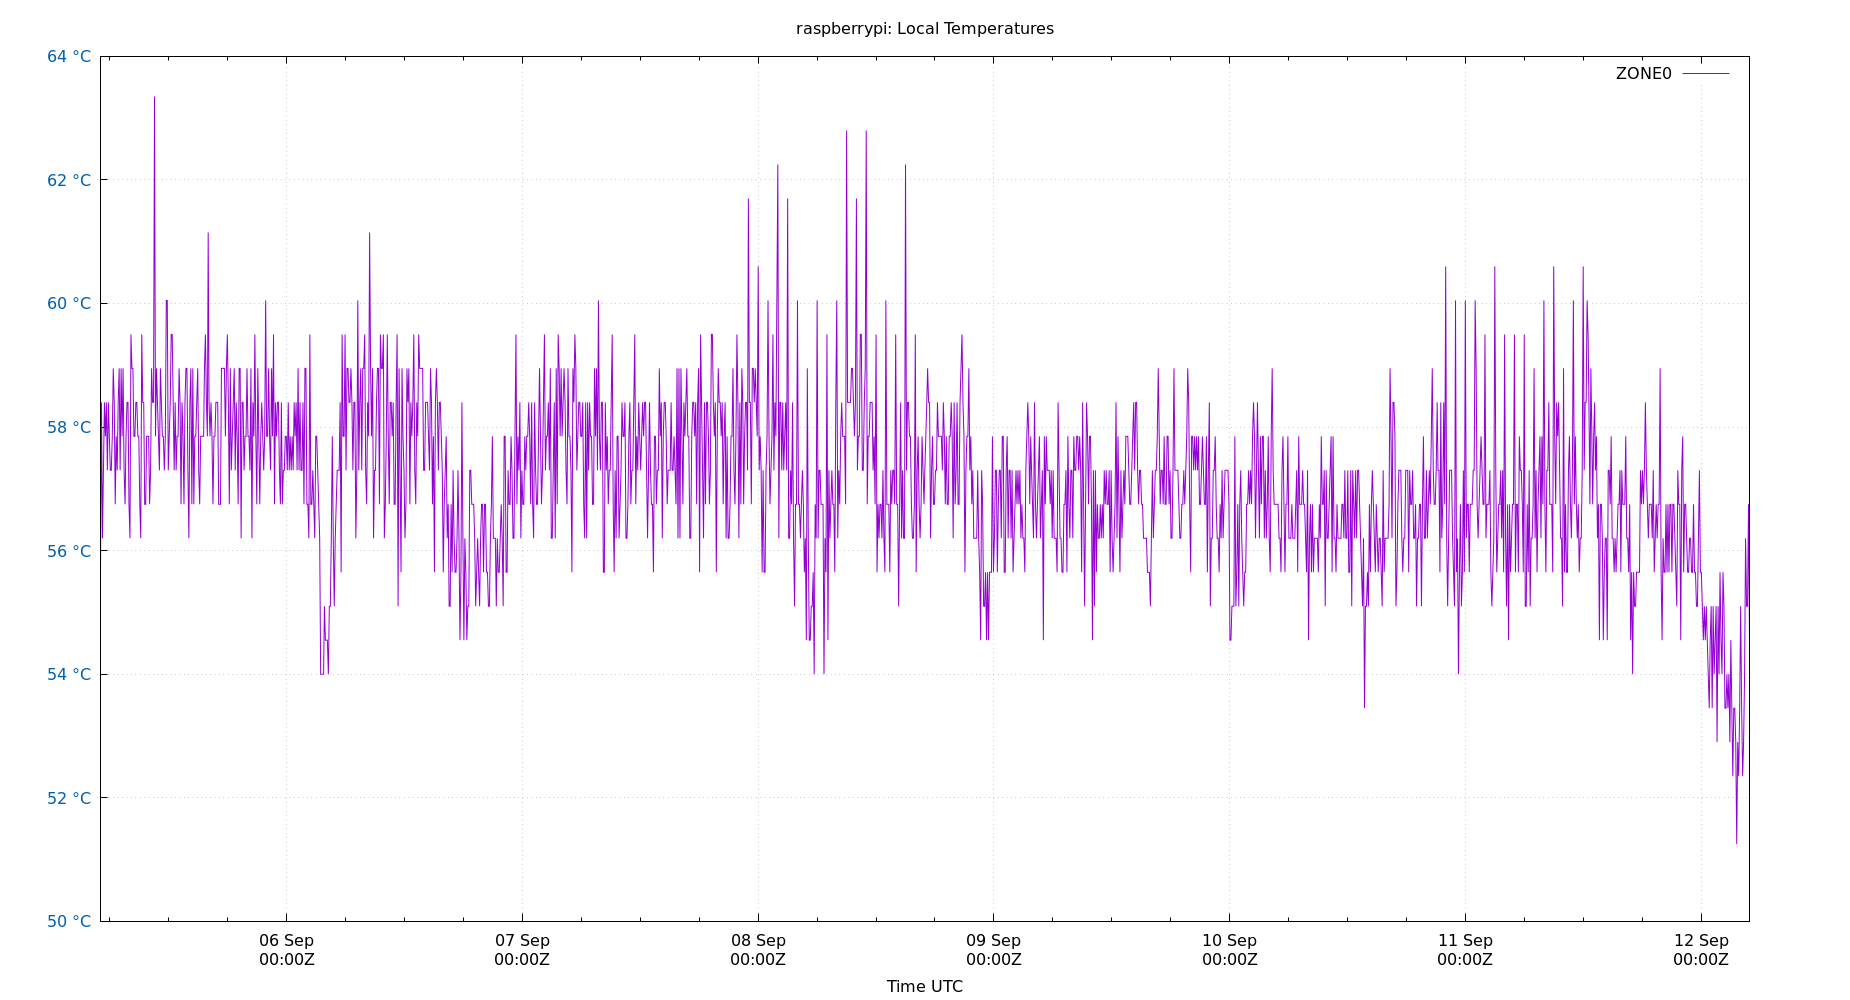 raspberrypi: Local Temperatures
64 °C
ZONE0
62 °C
60 °C
58 °C
56 °C
54 °C
52 °C
50 °C
06 Sep 07 Sep 08 Sep 09 Sep 10 Sep 11 Sep 12 Sep
00:00Z 00:00Z 00:00Z 00:00Z 00:00Z 00:00Z 00:00Z
Time UTC